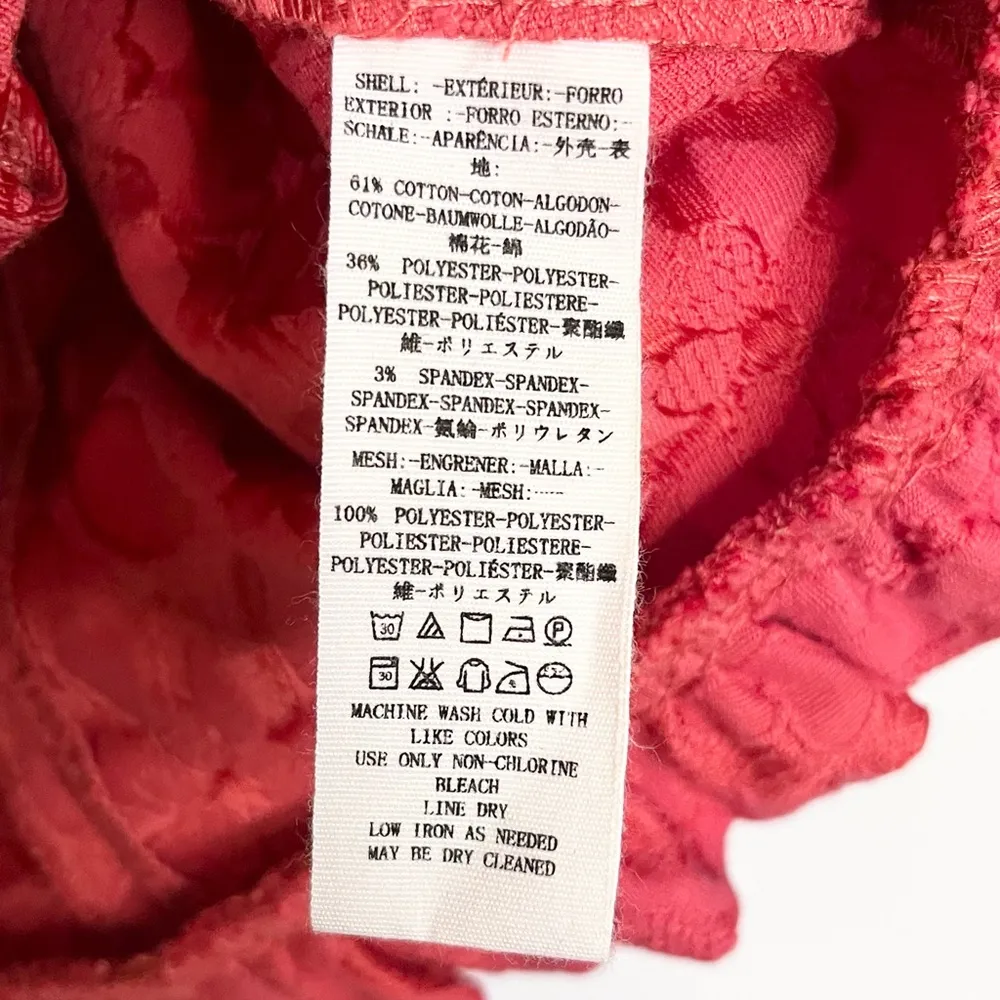 SHELL: -EXTÉRIEUR:-FORRO
EXTERIOR :-FORRO ESTERNO:-
SCHALE:-APARÊNCIA:-外壳-表
地:
61% COTTON-COTON-ALGODON-
COTONE-BAUMWOLLE-ALGODÃO-
棉花-綿
36% POLYESTER-POLYESTER-
POLIESTER-POLIESTERE-
POLYESTER-POLIÉSTER-聚酯纖
維-ポリエステル
3% SPANDEX-SPANDEX-
SPANDEX-SPANDEX-SPANDEX-
SPANDEX-氨綸-ポリウレタン
MESH:-ENGRENER:-MALLA:-
MAGLIA:-MESH:-----
100% POLYESTER-POLYESTER-
POLIESTER-POLIESTERE-
POLYESTER-POLIÉSTER-聚酯纖
維-ポリエステル
30 P
30
MACHINE WASH COLD WITH
LIKE COLORS
USE ONLY NON-CHLORINE
BLEACH
LINE DRY
LOW IRON AS NEEDED
MAY BE DRY CLEANED